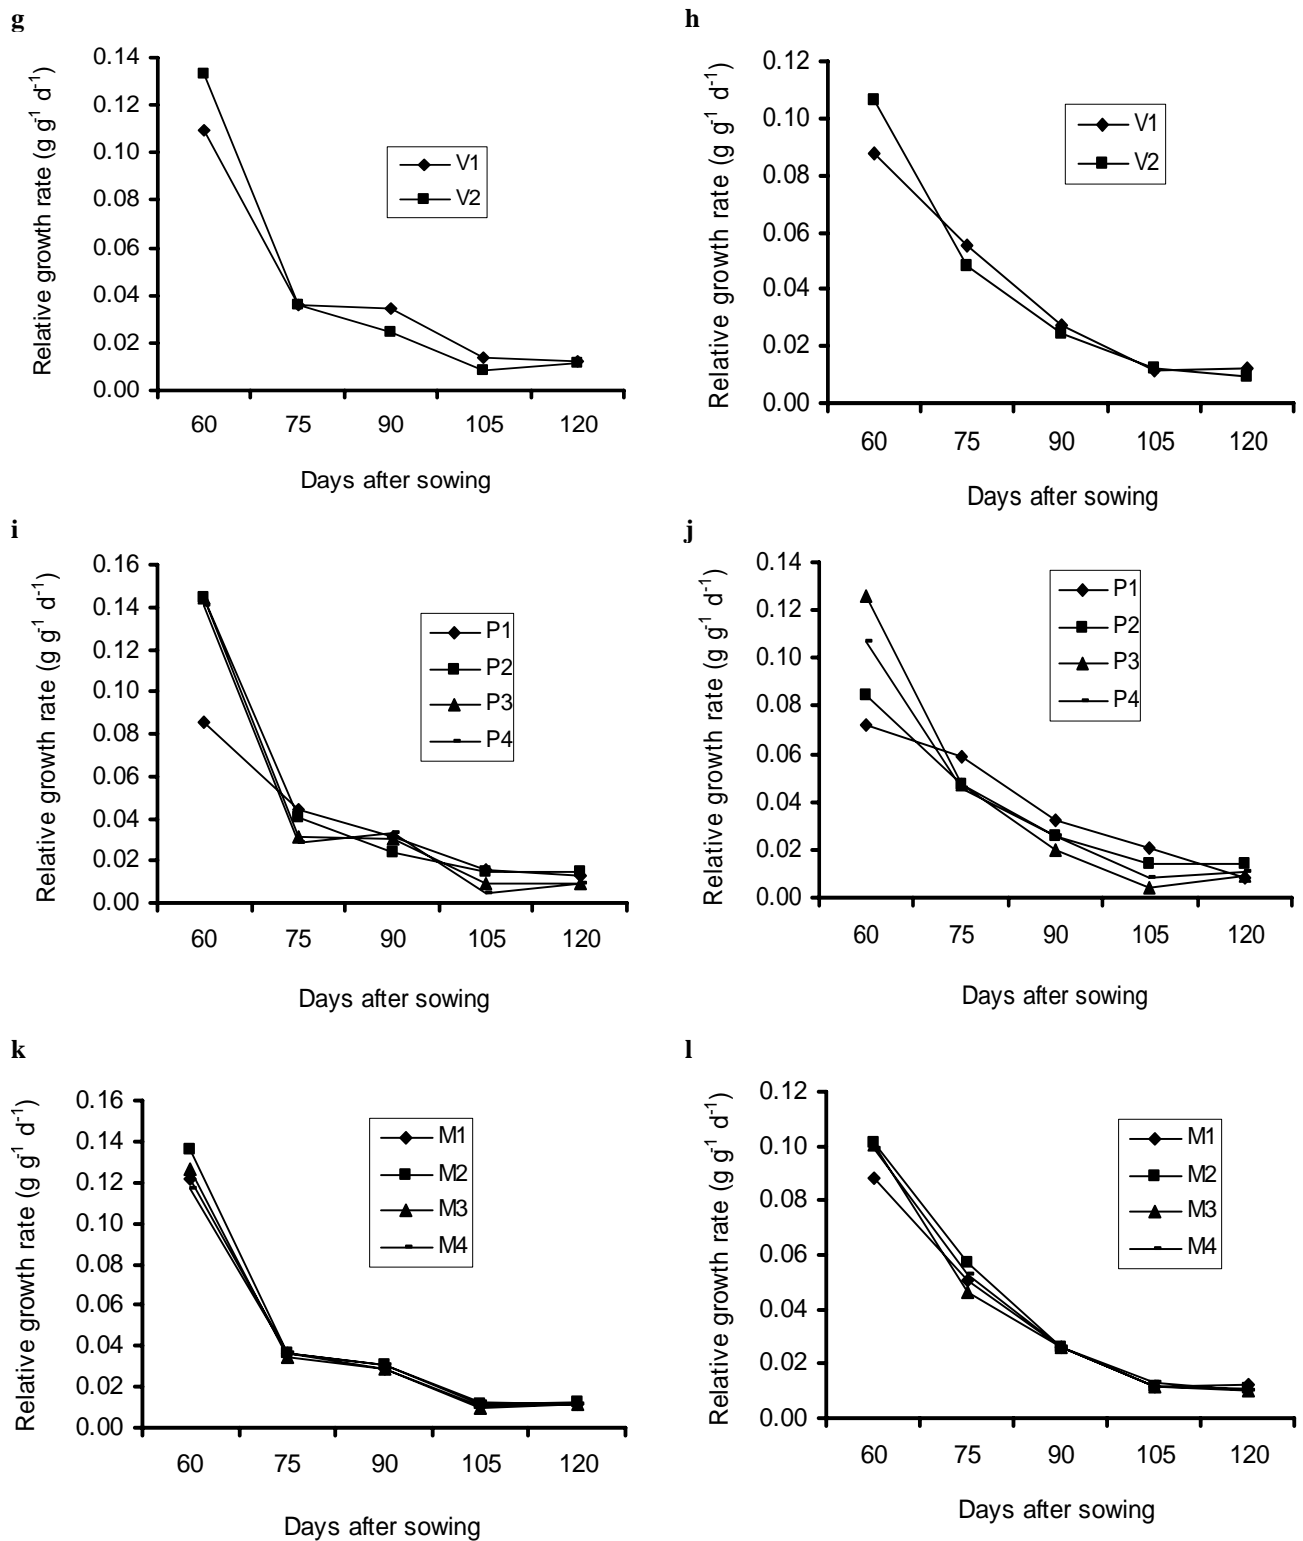 g
Relative growth rate (g g-1 d-1)
0.14
0.12
0.10
0.08
0.06
0.04
0.02
0.00
V1
V2
60 75 90 105 120
Days after sowing
h
Relative growth rate (g g-1 d-1)
0.12
0.10
0.08
0.06
0.04
0.02
0.00
V1
V2
60 75 90 105 120
Days after sowing
i
Relative growth rate (g g-1 d-1)
0.16
0.14
0.12
0.10
0.08
0.06
0.04
0.02
0.00
P1
P2
P3
P4
60 75 90 105 120
Days after sowing
j
Relative growth rate (g g-1 d-1)
0.14
0.12
0.10
0.08
0.06
0.04
0.02
0.00
P1
P2
P3
P4
60 75 90 105 120
Days after sowing
k
Relative growth rate (g g-1 d-1)
0.16
0.14
0.12
0.10
0.08
0.06
0.04
0.02
0.00
M1
M2
M3
M4
60 75 90 105 120
Days after sowing
l
Relative growth rate (g g-1 d-1)
0.12
0.10
0.08
0.06
0.04
0.02
0.00
M1
M2
M3
M4
60 75 90 105 120
Days after sowing